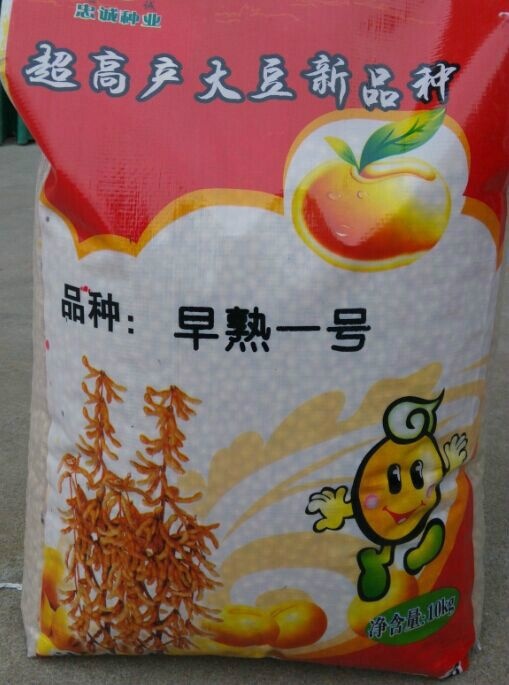 忠诚种业
超高产大豆新品种
品种：早熟一号
净含量:10kg